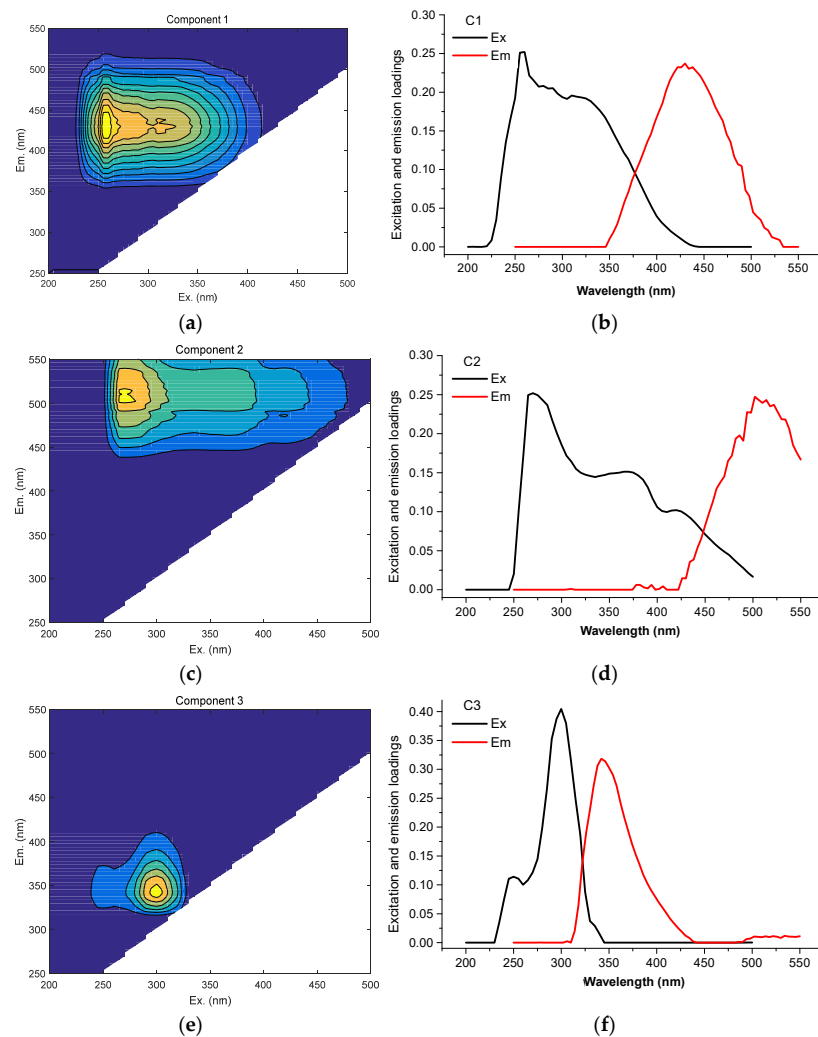 Component 1
550
500
450
400
350
300
250
Em. (nm)
200 250 300 350 400 450 500
Ex. (nm)
(a)
C1
Ex
Em
0.30
0.25
0.20
0.15
0.10
0.05
0.00
Excitation and emission loadings
200 250 300 350 400 450 500 550
Wavelength (nm)
(b)
Component 2
550
500
450
400
350
300
250
Em. (nm)
200 250 300 350 400 450 500
Ex. (nm)
(c)
C2
Ex
Em
0.30
0.25
0.20
0.15
0.10
0.05
0.00
Excitation and emission loadings
200 250 300 350 400 450 500 550
Wavelength (nm)
(d)
Component 3
550
500
450
400
350
300
250
Em. (nm)
200 250 300 350 400 450 500
Ex. (nm)
(e)
C3
Ex
Em
0.40
0.35
0.30
0.25
0.20
0.15
0.10
0.05
0.00
Excitation and emission loadings
200 250 300 350 400 450 500 550
Wavelength (nm)
(f)